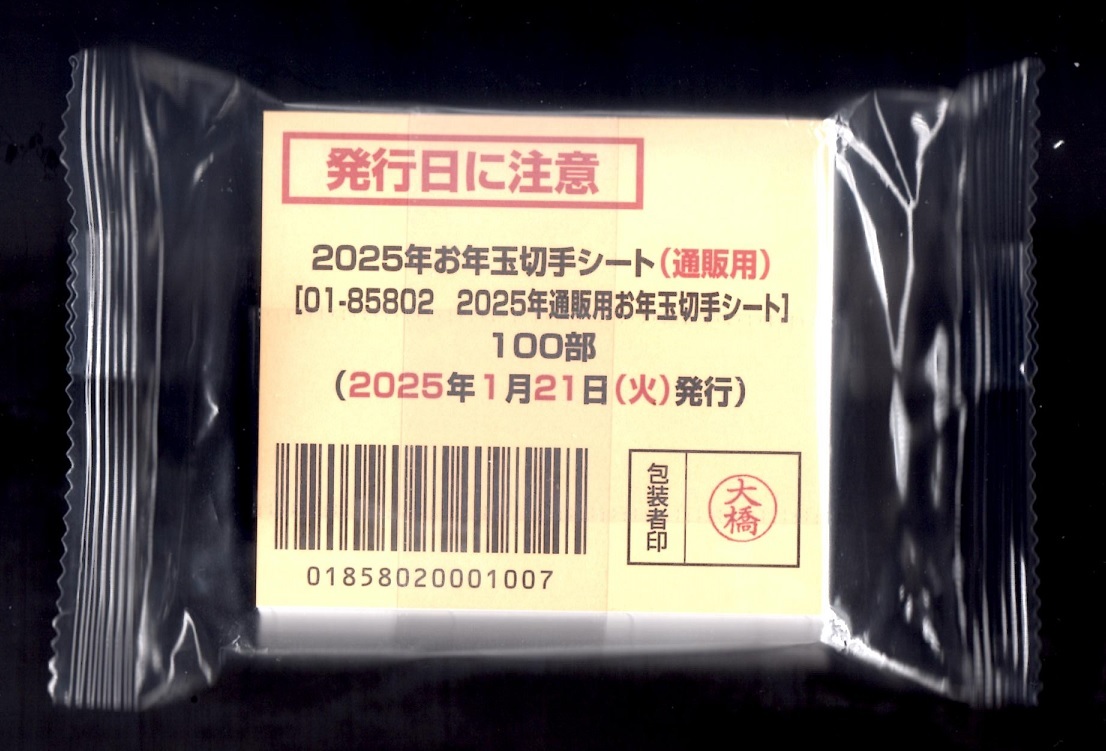 発行日に注意
2025年お年玉切手シート(通販用)
[01-85802 2025年通販用お年玉切手シート]
100部
(2025年1月21日(火)発行)
01858020001007
包装者印
大橋